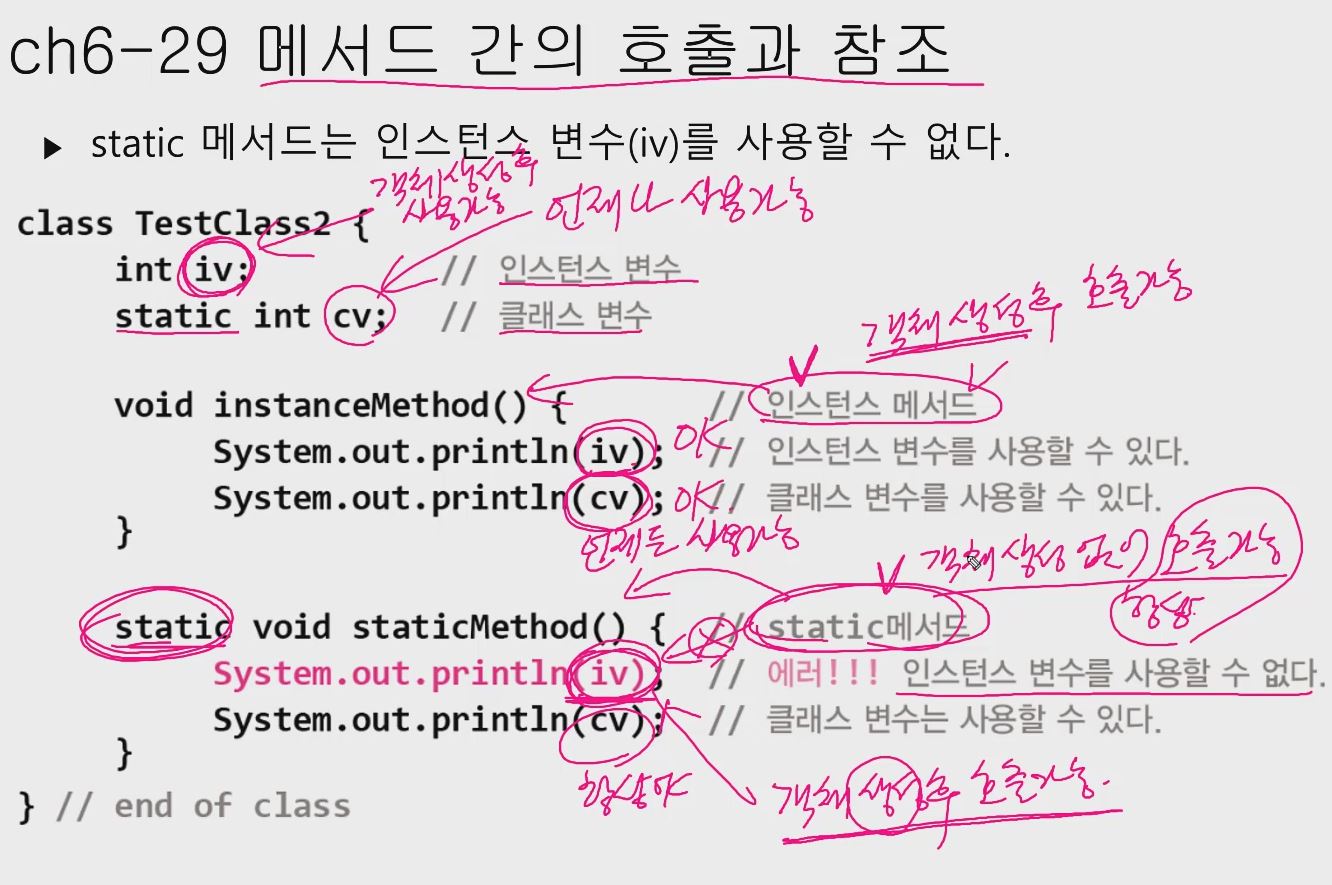 ch6-29 메서드 간의 호출과 참조
▶ static 메서드는 인스턴스 변수(iv)를 사용할 수 없다.
객체생성후
사용가능
언제나 사용가능
class TestClass2 {
int iv; // 인스턴스 변수
static int cv; // 클래스 변수
객체 생성후 호출가능
void instanceMethod() { // 인스턴스 메서드
System.out.println(iv); OK // 인스턴스 변수를 사용할 수 있다.
System.out.println(cv); OK // 클래스 변수를 사용할 수 있다.
}
언제든 사용가능
객체 생성 없이 호출가능
항상
static void staticMethod() { // static메서드
System.out.println(iv); // 에러!!! 인스턴스 변수를 사용할 수 없다.
System.out.println(cv); // 클래스 변수는 사용할 수 있다.
}
객체 생성후 호출가능.
} // end of class